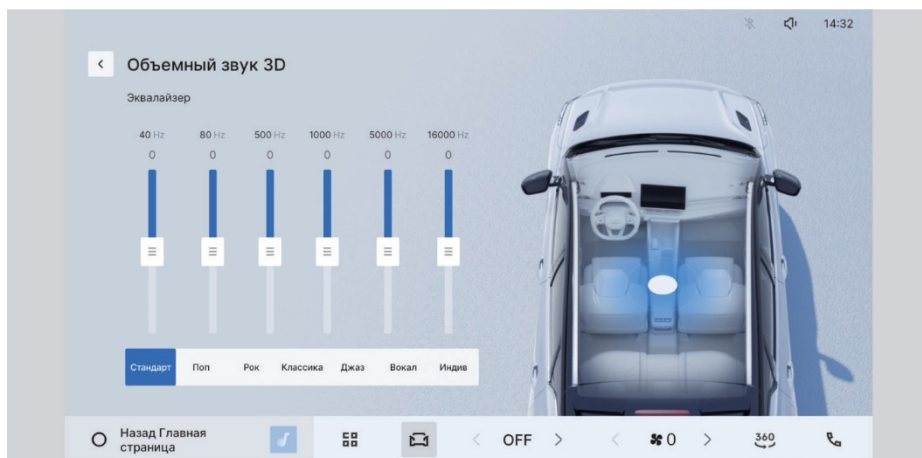 14:32
Объемный звук 3D
Эквалайзер
40 Hz 80 Hz 500 Hz 1000 Hz 5000 Hz 16000 Hz
0 0 0 0 0 0
Стандарт Поп Рок Классика Джаз Вокал Индив
Назад Главная
страница
OFF
0
360